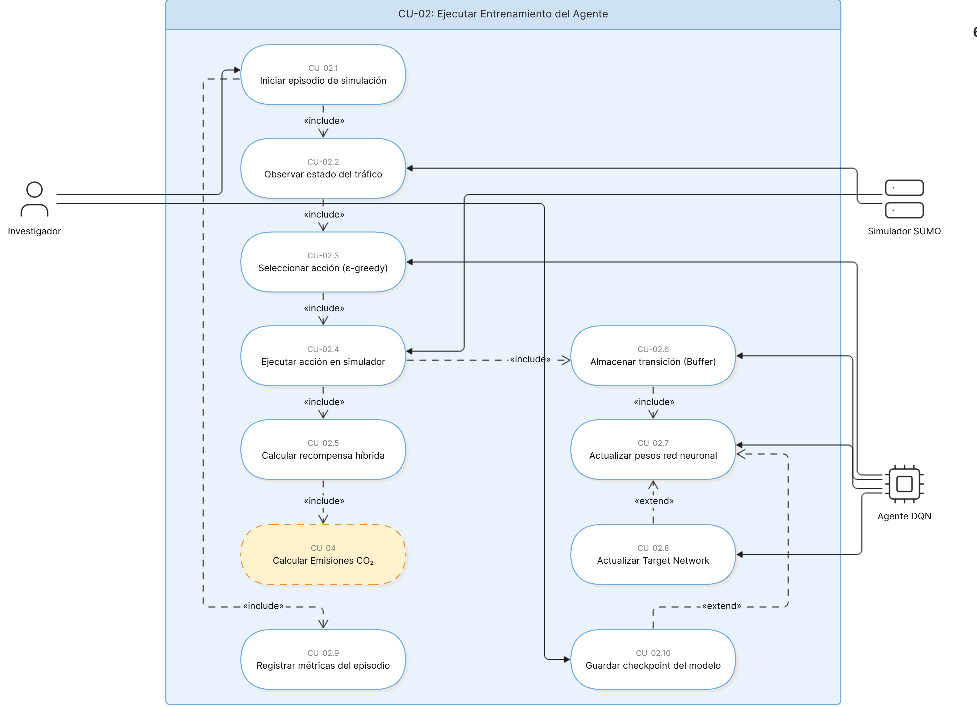 CU-02: Ejecutar Entrenamiento del Agente
6
CU-02.1
Iniciar episodio de simulación
«include»
CU-02.2
Observar estado del tráfico
Investigador
Simulador SUMO
«include»
CU-02.3
Seleccionar acción (ε-greedy)
«include»
CU-02.4
Ejecutar acción en simulador
«include»
CU-02.6
Almacenar transición (Buffer)
«include»
«include»
CU-02.5
Calcular recompensa híbrida
CU-02.7
Actualizar pesos red neuronal
«include»
«extend»
Agente DQN
CU-04
Calcular Emisiones CO₂
CU-02.8
Actualizar Target Network
«include»
«extend»
CU-02.9
Registrar métricas del episodio
CU-02.10
Guardar checkpoint del modelo